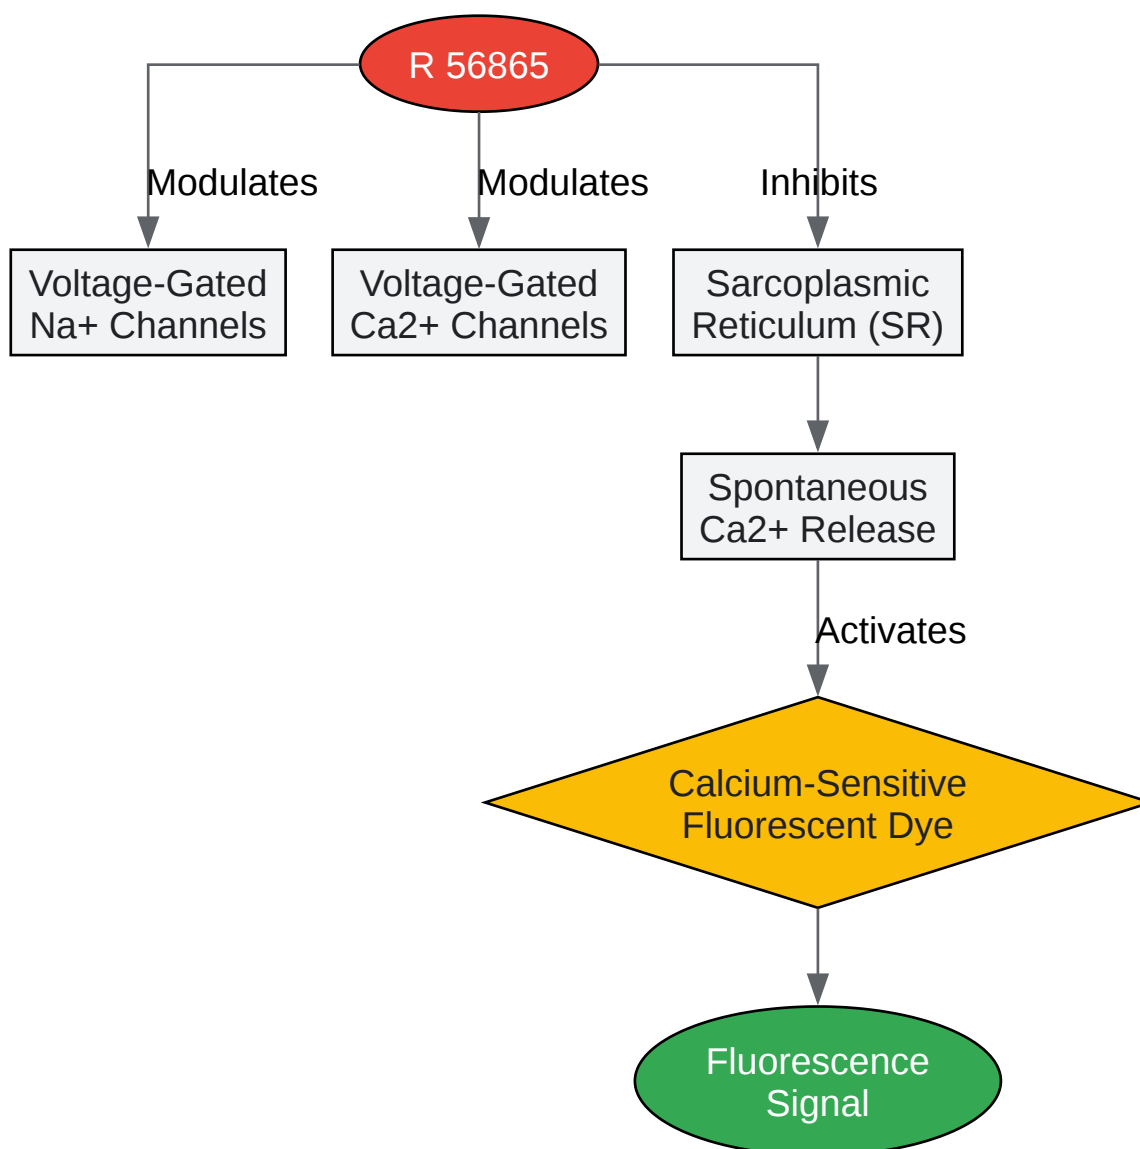 R 56865
Modulates
Modulates
Inhibits
Voltage-Gated
Na+ Channels
Voltage-Gated
Ca2+ Channels
Sarcoplasmic
Reticulum (SR)
Spontaneous
Ca2+ Release
Activates
Calcium-Sensitive
Fluorescent Dye
Fluorescence
Signal